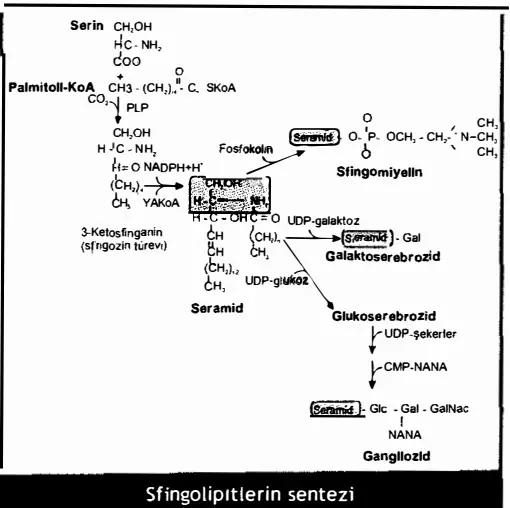 Serin CH₂OH
HC - NH₂
COO
+
O
Palmitoil-KoA CH3 - (CH₂)₁₄ - C. SKoA
CO₂ PLP
CH₂OH
H - C - NH₂
H = O NADPH+H⁺
(CH₂)₁₄
CH₃ YAKoA
3-Ketosfinganin
(sfingozin türevi)
Fosfokolin
Seramid - O - P - OCH₂ - CH₂ - N - CH₃
O
O
CH₃
CH₃
Sfingomiyelin
CH₂OH
H - C NH
H - C - OH C = O UDP-galaktoz
CH (CH₂)ₙ
CH CH₃
(CH₂)₁₂
CH₃
Seramid
Seramid - Gal
Galaktoserebrozid
UDP-glukoz
Glukoserebrozid
UDP-şekerler
CMP-NANA
Seramid - Glc - Gal - GalNac
NANA
Gangliozid
Sfingolipitlerin sentezi